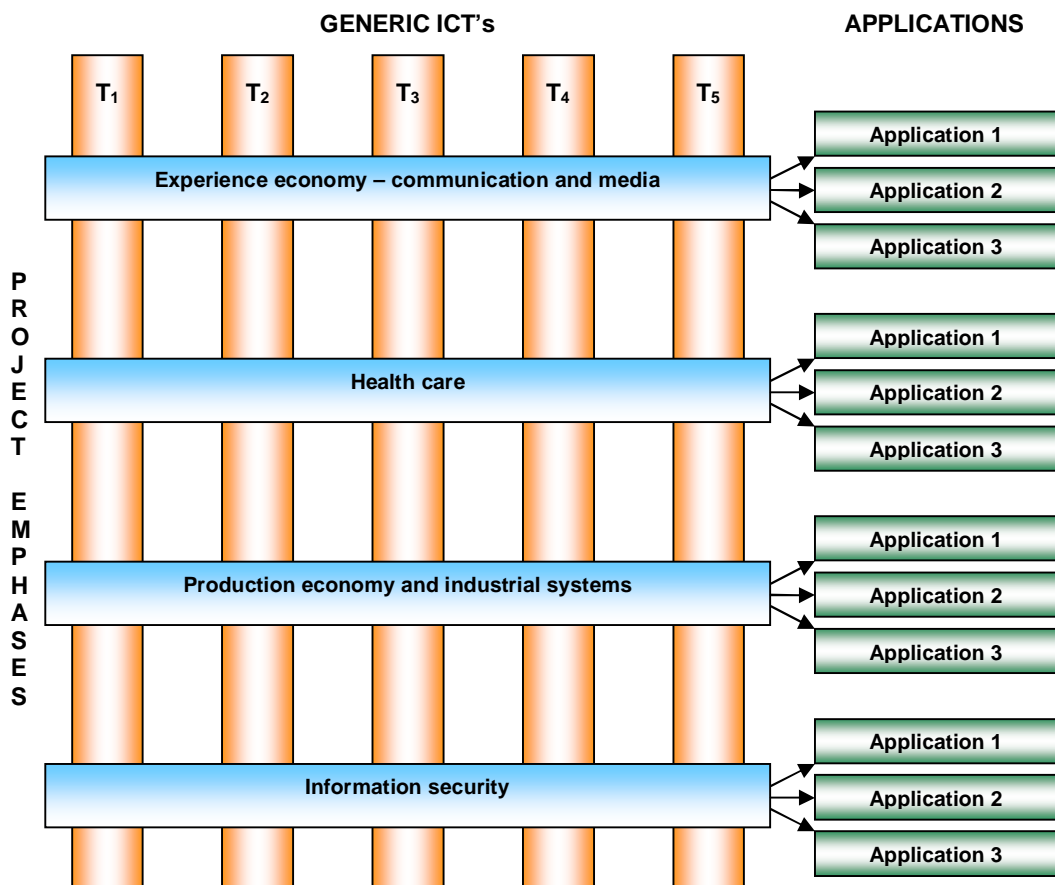 GENERIC ICT's
APPLICATIONS
T₁
T₂
T₃
T₄
T₅
Experience economy – communication and media
Application 1
Application 2
Application 3
PROJECT EMPHASES
Health care
Application 1
Application 2
Application 3
Production economy and industrial systems
Application 1
Application 2
Application 3
Information security
Application 1
Application 2
Application 3